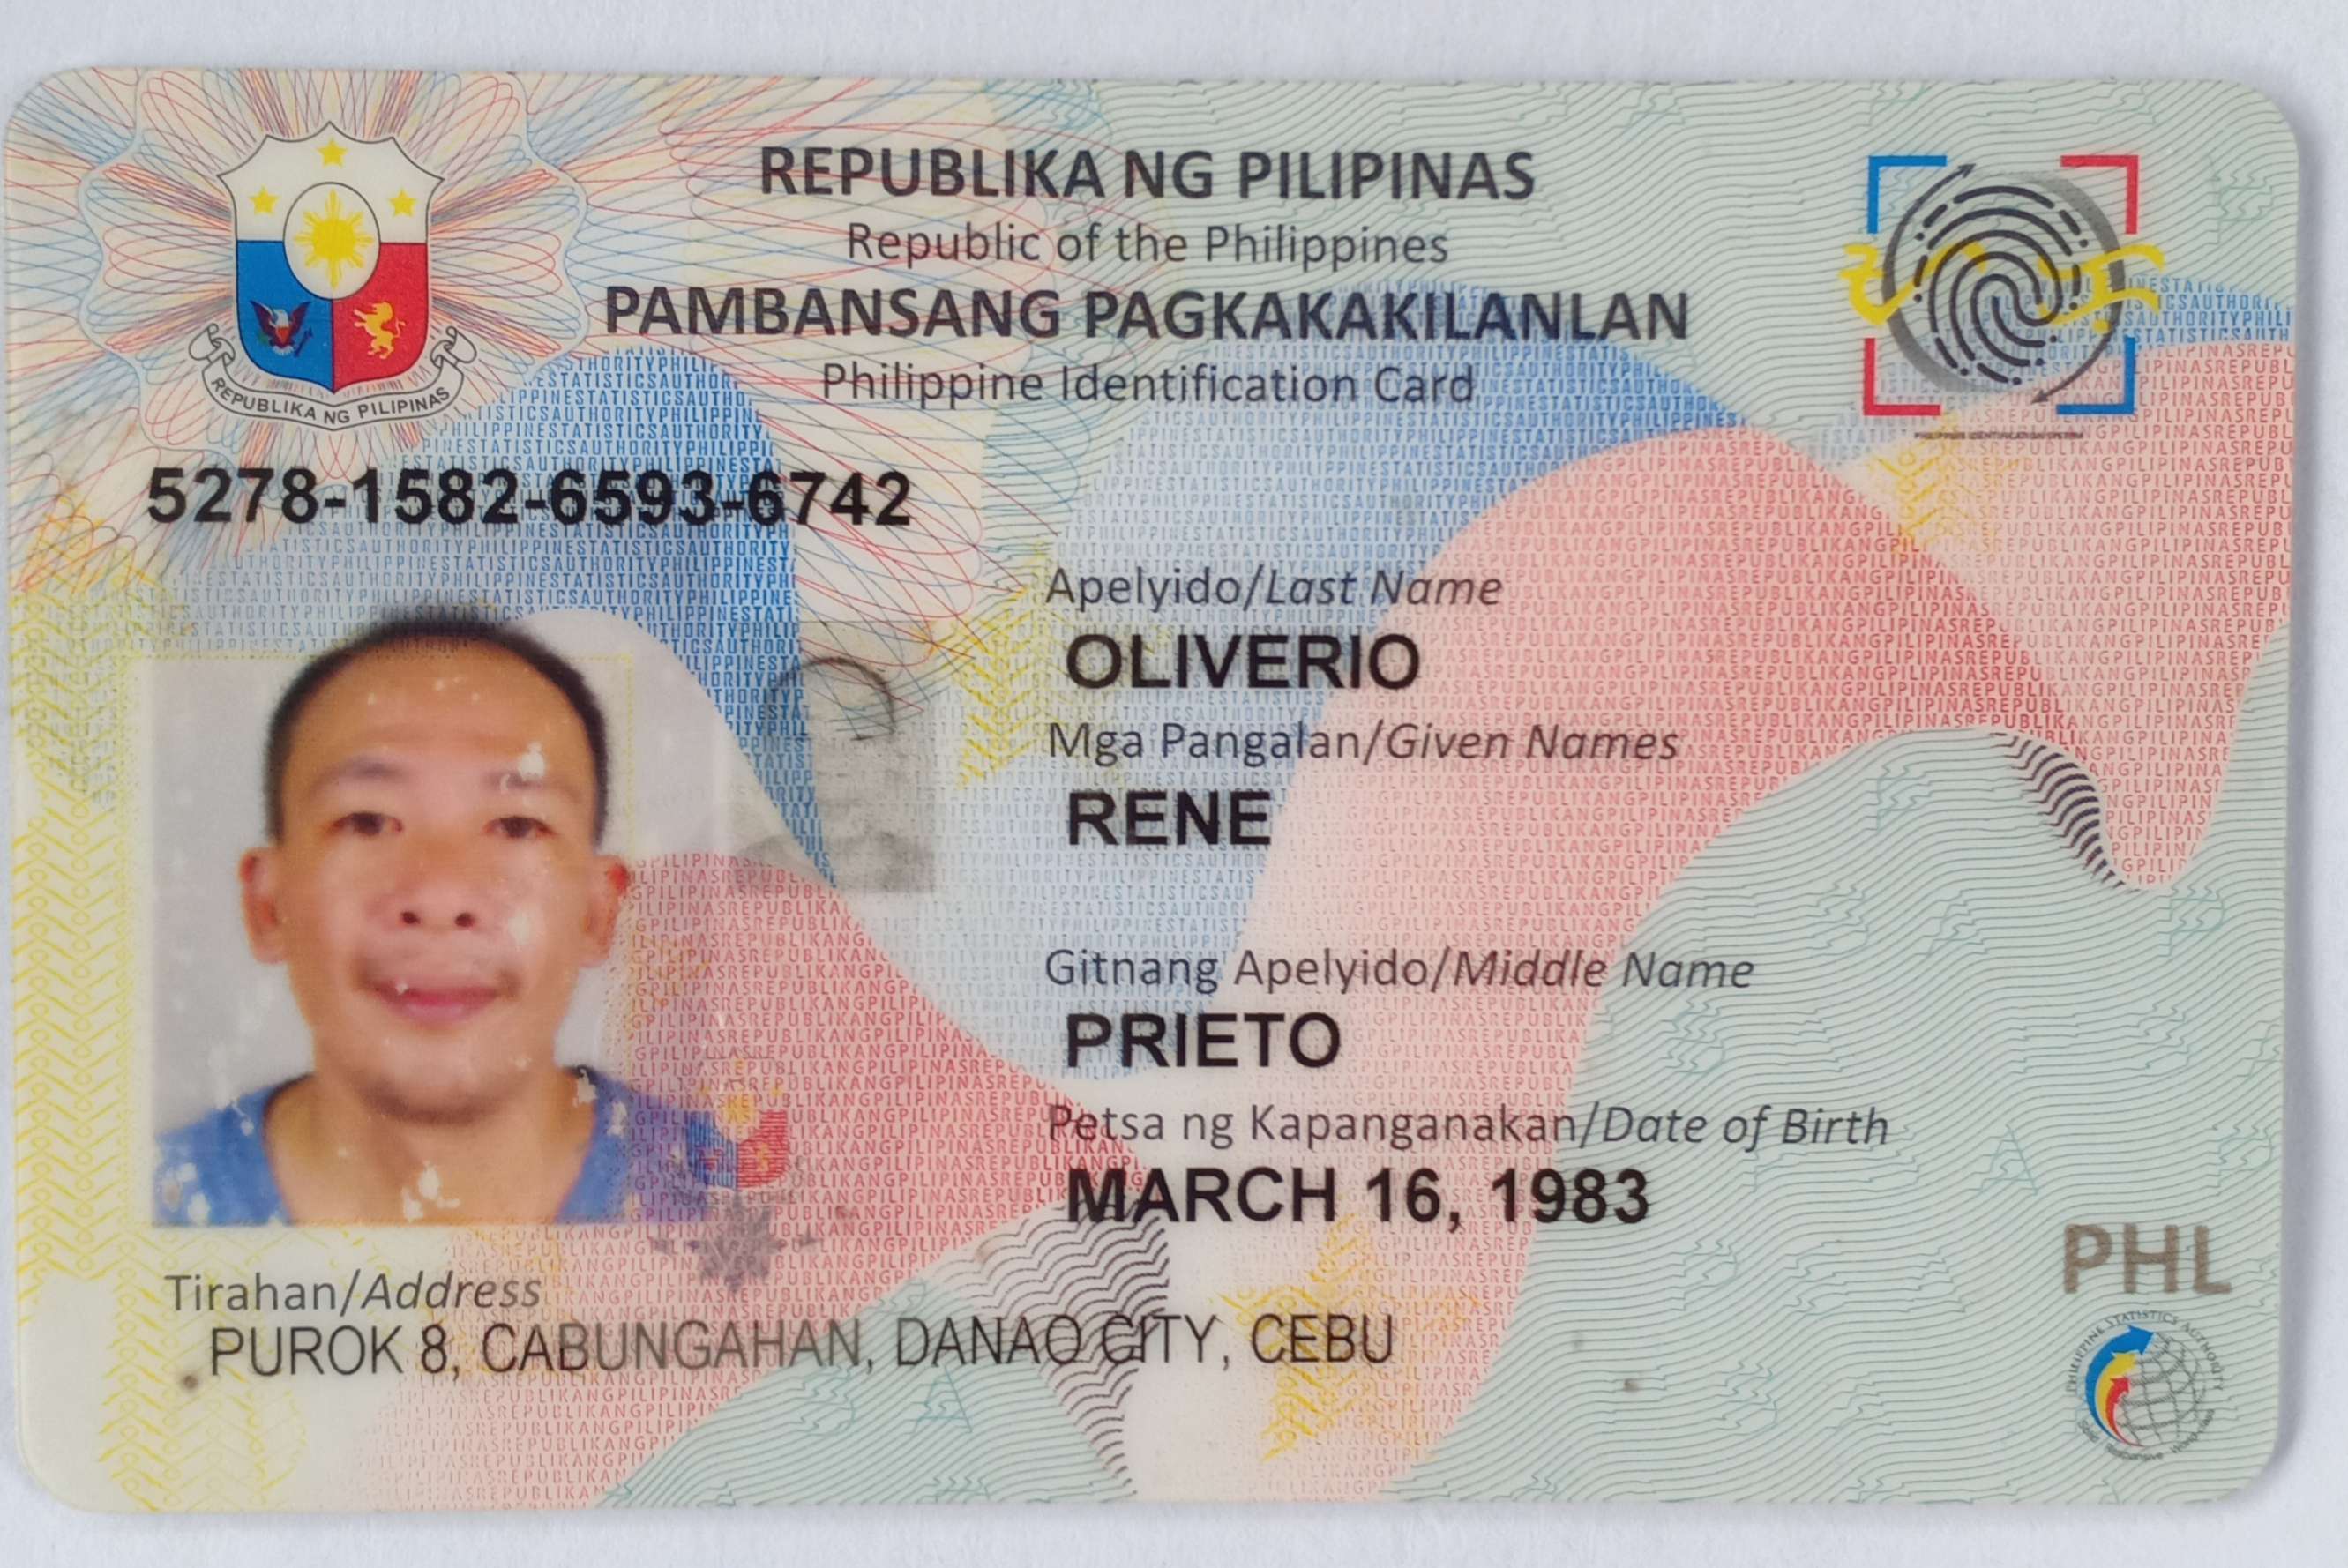 REPUBLIKA NG PILIPINAS
Republic of the Philippines
PAMBANSANG PAGKAKAKILANLAN
Philippine Identification Card
REPUBLIKA NG PILIPINAS
5278-1582-6593-6742
Apelyido/Last Name
OLIVERIO
Mga Pangalan/Given Names
RENE
Gitnang Apelyido/Middle Name
PRIETO
Petsa ng Kapanganakan/Date of Birth
MARCH 16, 1983
Tirahan/Address
PUROK 8, CABUNGAHAN, DANAO CITY, CEBU
PHL
PHILIPPINE STATISTICS AUTHORITY